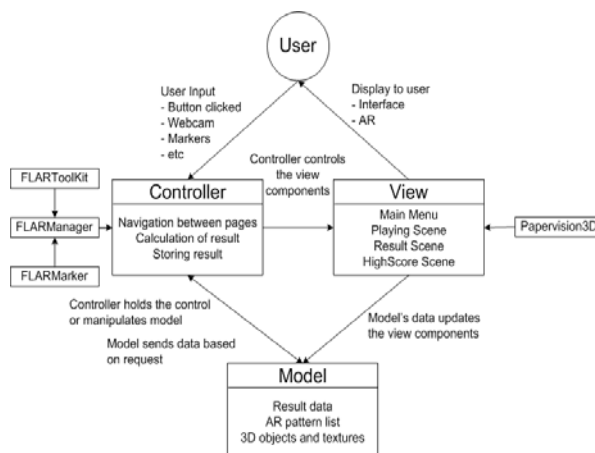 User
User Input
- Button clicked
- Webcam
- Markers
- etc
Display to user
- Interface
- AR
Controller controls
the view
components
FLARToolKit
FLARManager
FLARMarker
Controller
Navigation between pages
Calculation of result
Storing result
View
Main Menu
Playing Scene
Result Scene
HighScore Scene
Papervision3D
Controller holds the control
or manipulates model
Model sends data based
on request
Model's data updates
the view components
Model
Result data
AR pattern list
3D objects and textures